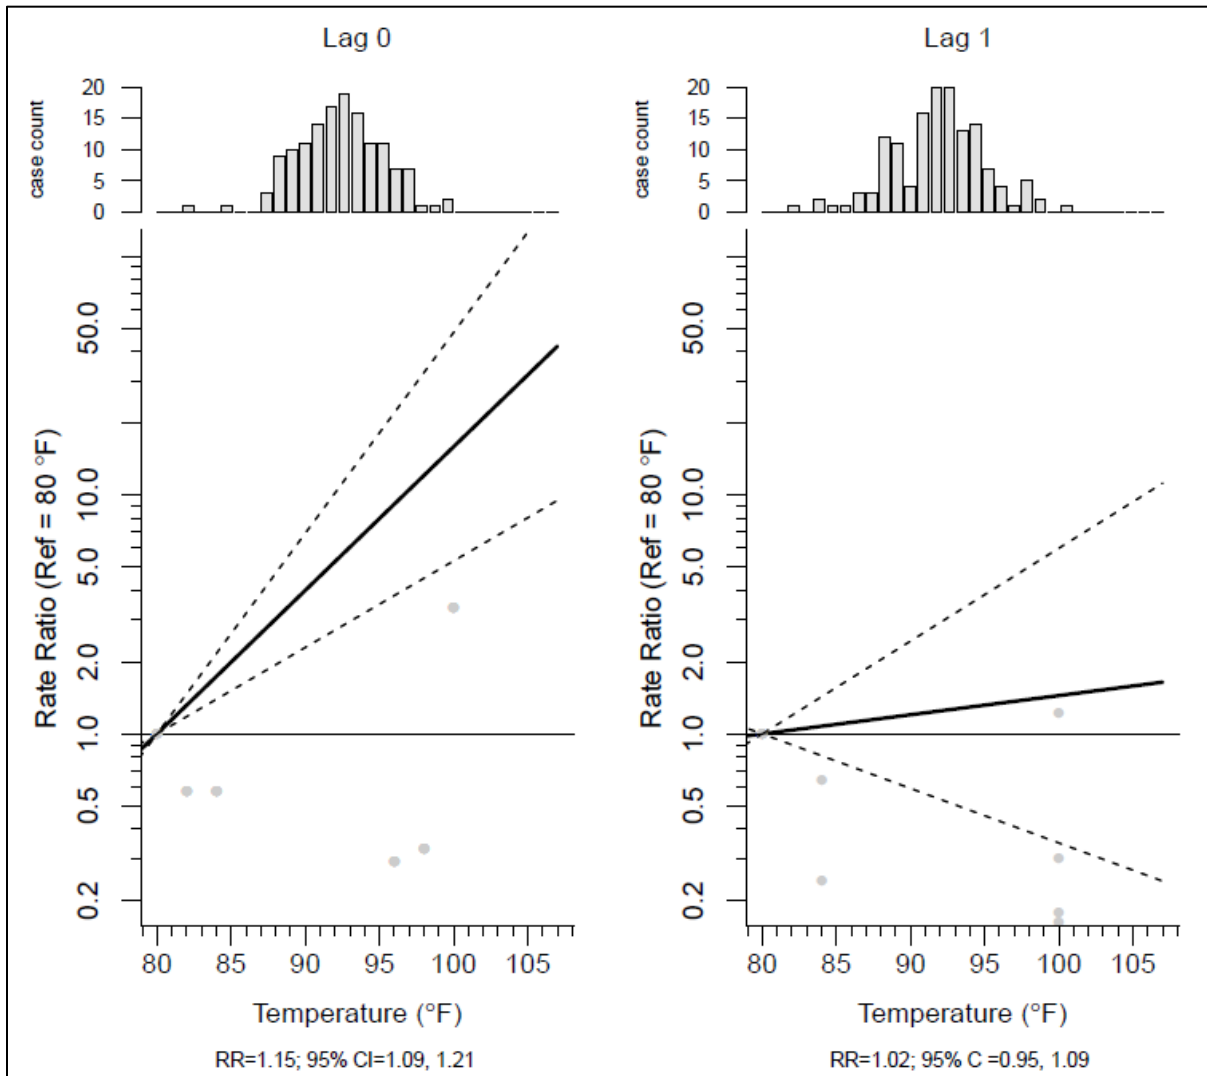 Lag 0
Lag 1
case count
20
15
10
5
0
case count
20
15
10
5
0
Rate Ratio (Ref = 80 °F)
50.0
10.0
5.0
2.0
1.0
0.5
0.2
Rate Ratio (Ref = 80 °F)
50.0
10.0
5.0
2.0
1.0
0.5
0.2
80 85 90 95 100 105
80 85 90 95 100 105
Temperature (°F)
Temperature (°F)
RR=1.15; 95% CI=1.09, 1.21
RR=1.02; 95% C =0.95, 1.09